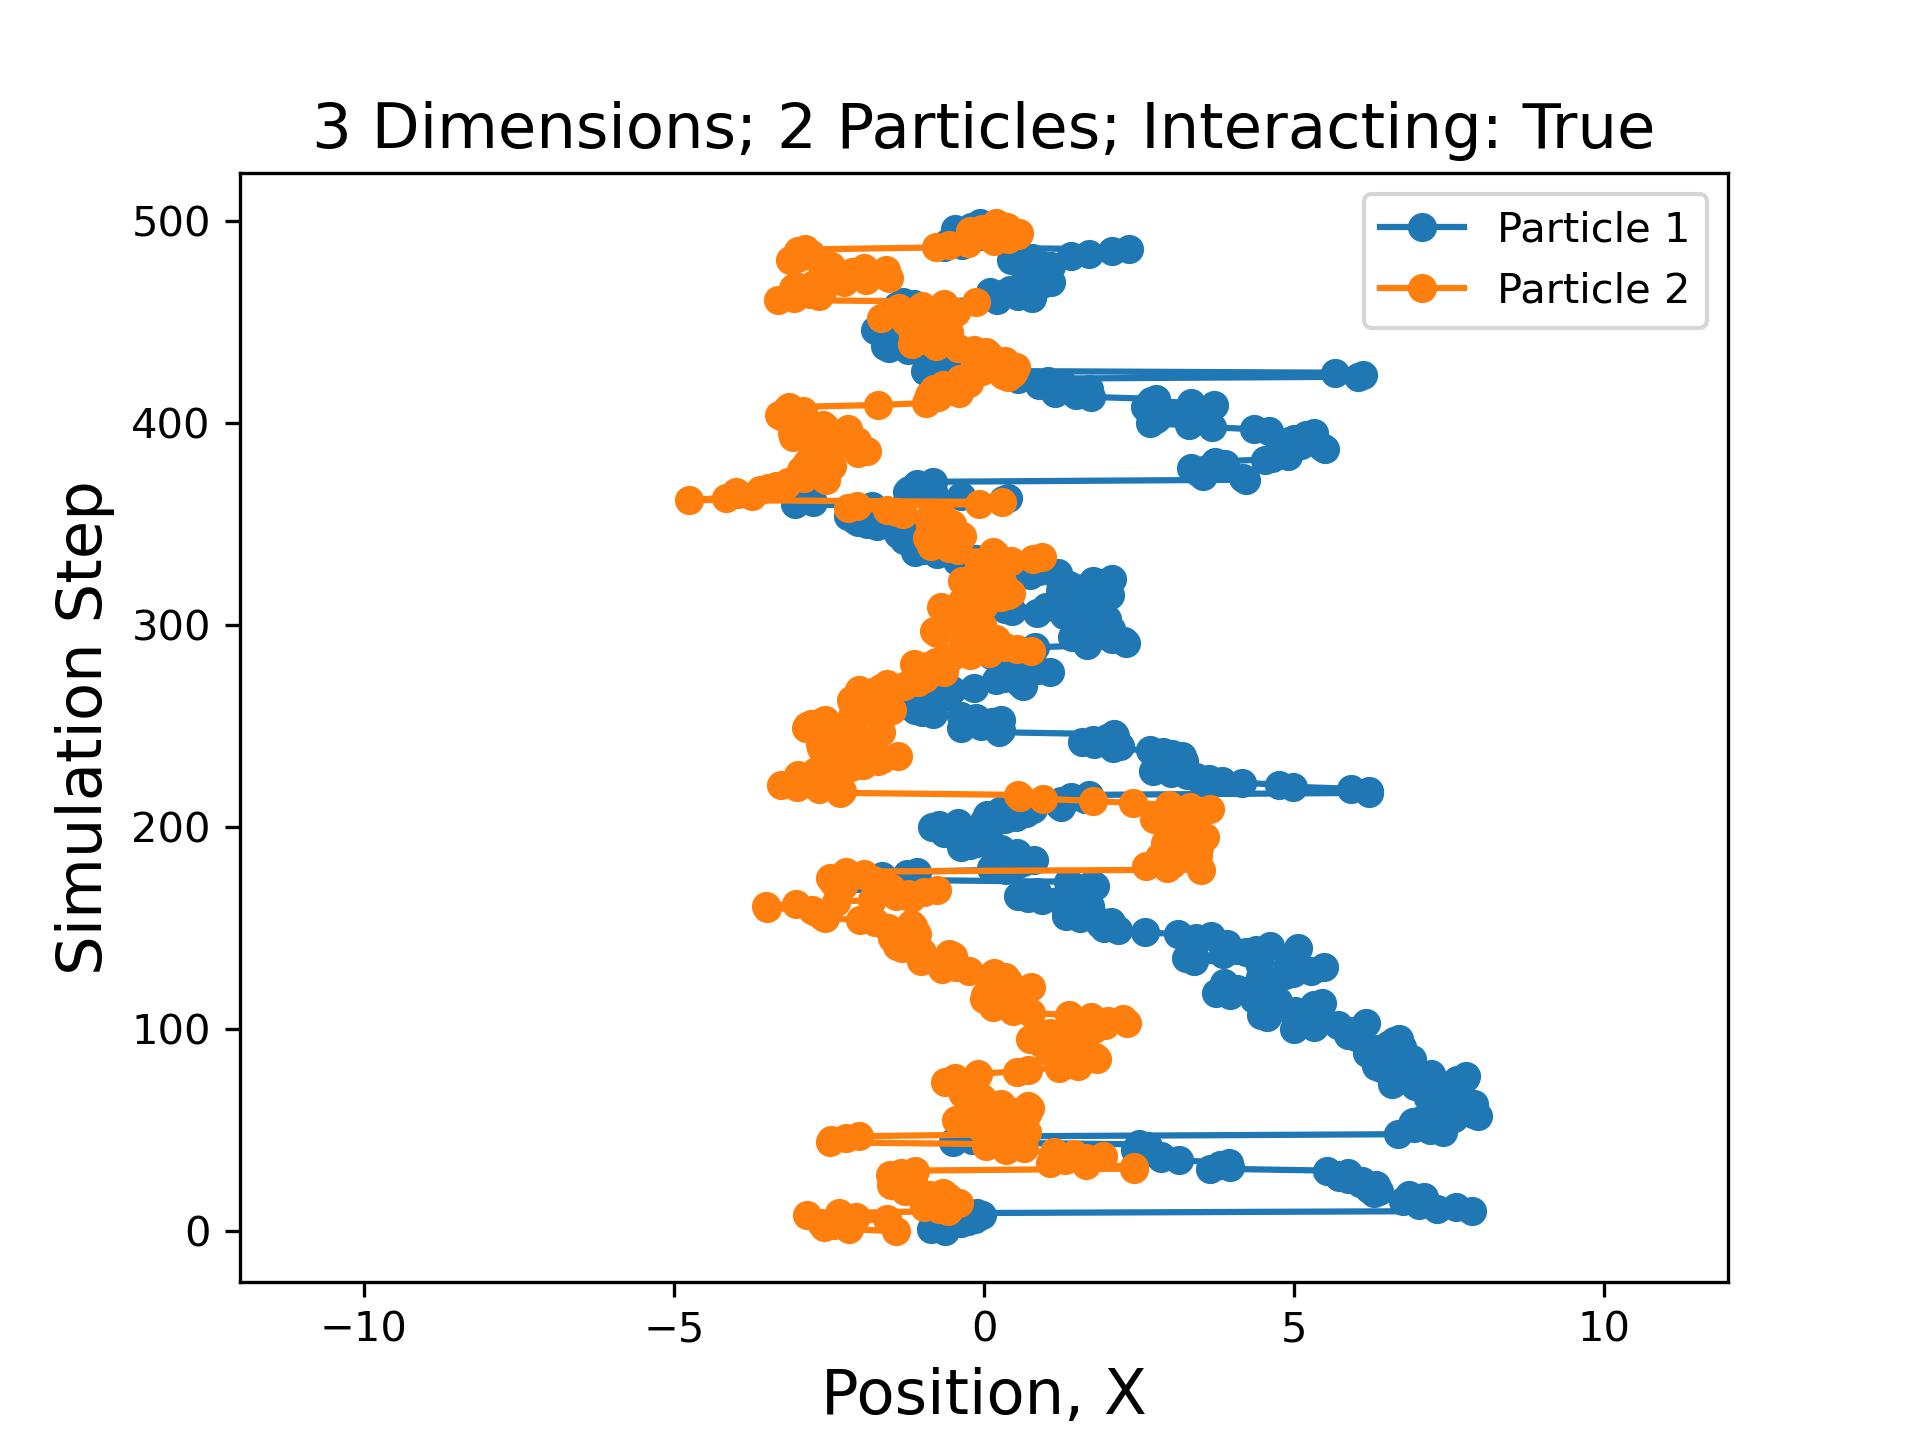 3 Dimensions; 2 Particles; Interacting: True
Particle 1
Particle 2
500
400
300
200
100
0
Simulation Step
−10
−5
0
5
10
Position, X